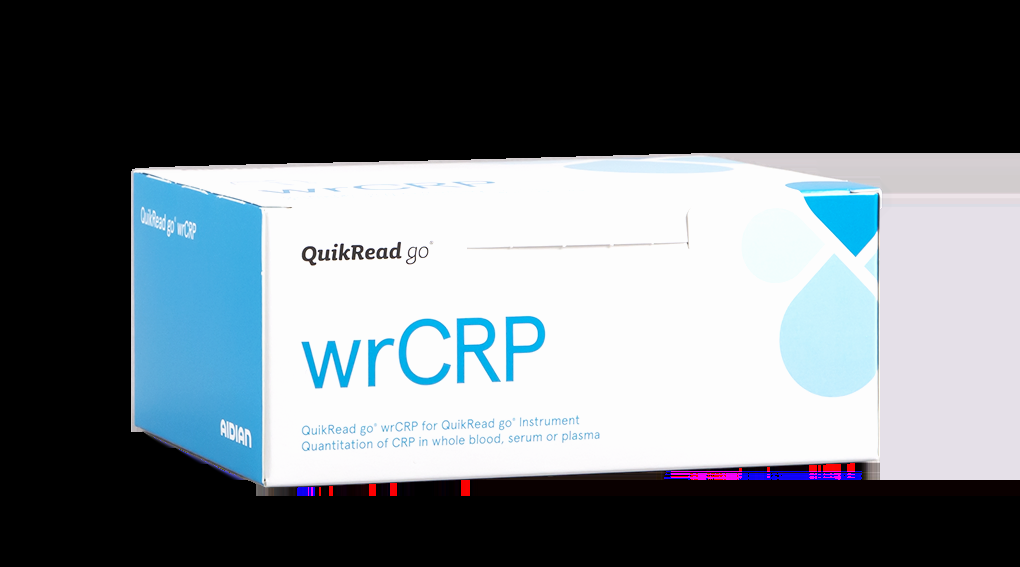 wrCRP
QuikRead go® wrCRP
QuikRead go®
wrCRP
QuikRead go® wrCRP for QuikRead go® Instrument
Quantitation of CRP in whole blood, serum or plasma
AIDIAN